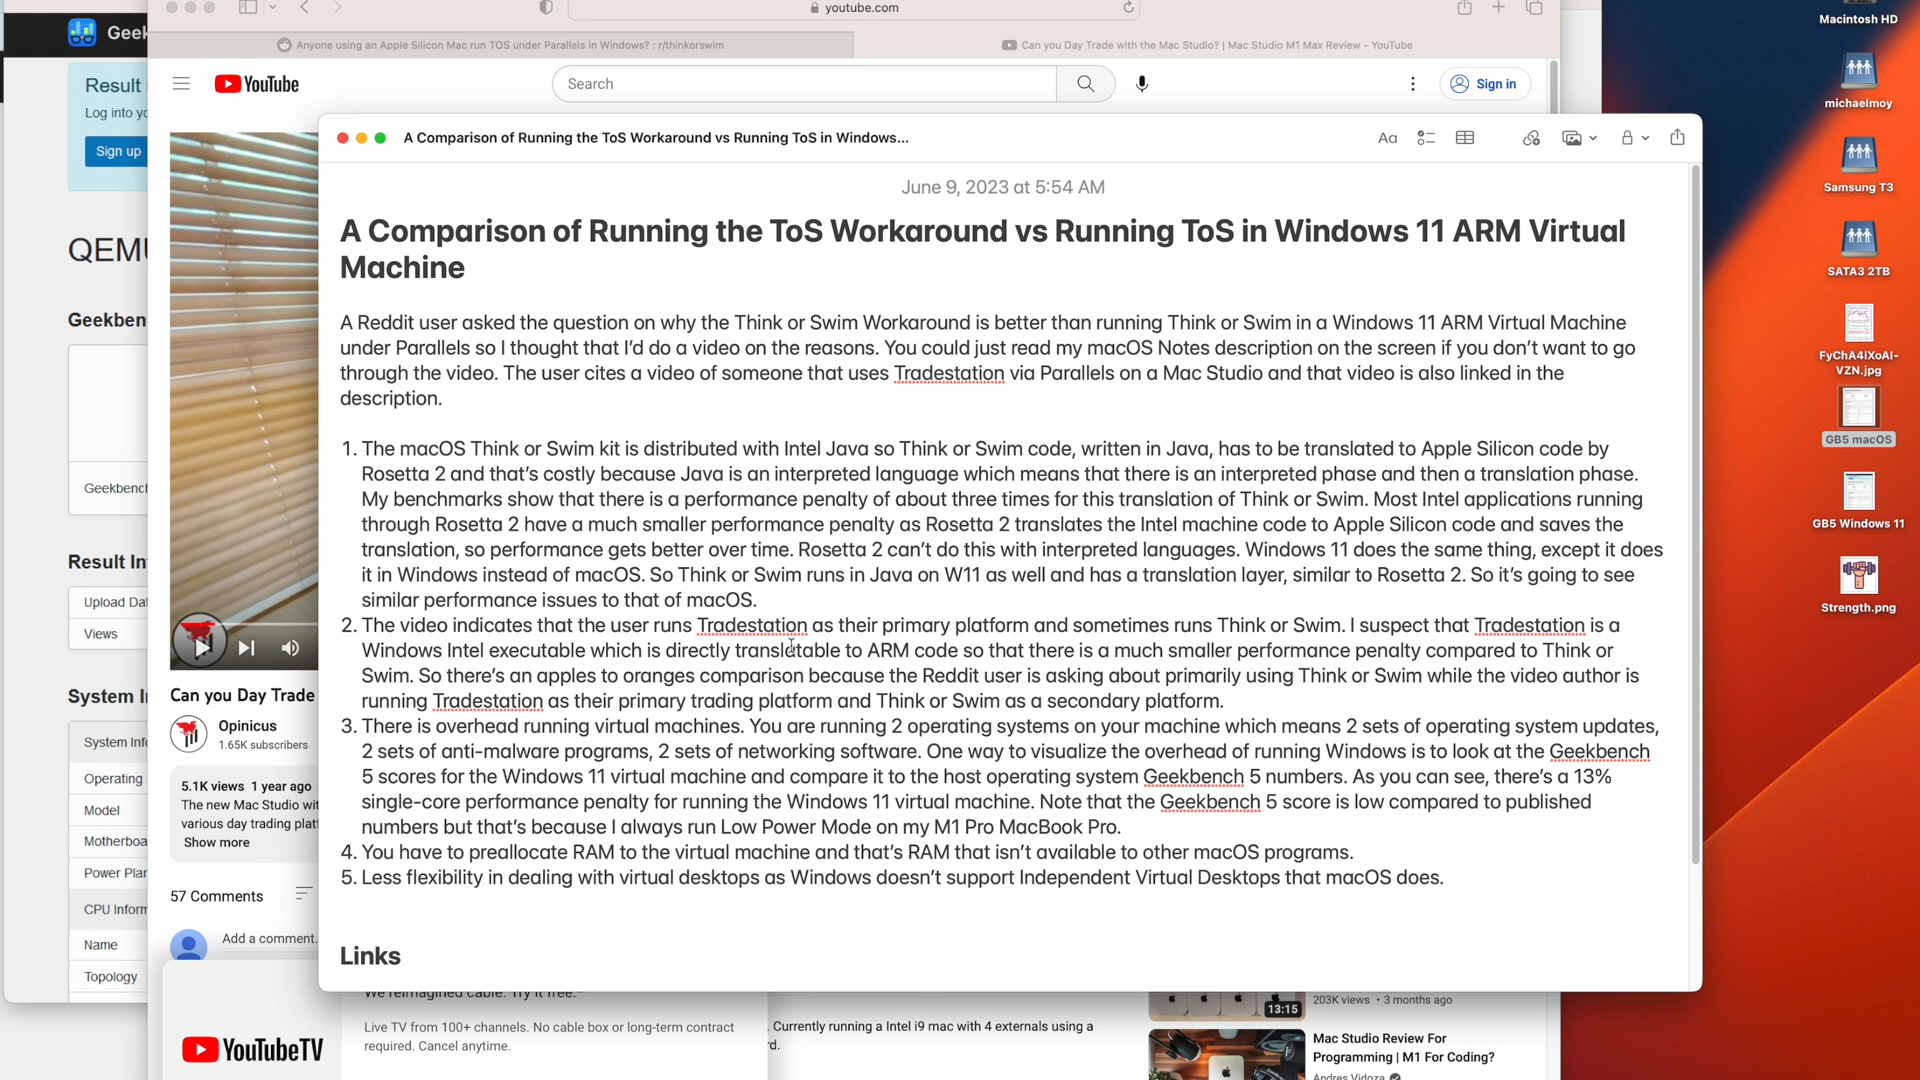 Macintosh HD
youtube.com
Geek
Anyone using an Apple Silicon Mac run TOS under Parallels in Windows? : r/thinkorswim
Can you Day Trade with the Mac Studio? | Mac Studio M1 Max Review - YouTube
Result
Log into yo
Sign up
YouTube
Search
Sign in
michaelmoy
Samsung T3
SATA3 2TB
FyChA4lXoAI-
VZN.jpg
GB5 macOS
GB5 Windows 11
Strength.png
A Comparison of Running the ToS Workaround vs Running ToS in Windows...
Aa
June 9, 2023 at 5:54 AM
A Comparison of Running the ToS Workaround vs Running ToS in Windows 11 ARM Virtual
Machine
A Reddit user asked the question on why the Think or Swim Workaround is better than running Think or Swim in a Windows 11 ARM Virtual Machine
under Parallels so I thought that I'd do a video on the reasons. You could just read my macOS Notes description on the screen if you don't want to go
through the video. The user cites a video of someone that uses Tradestation via Parallels on a Mac Studio and that video is also linked in the
description.
1. The macOS Think or Swim kit is distributed with Intel Java so Think or Swim code, written in Java, has to be translated to Apple Silicon code by
Rosetta 2 and that's costly because Java is an interpreted language which means that there is an interpreted phase and then a translation phase.
My benchmarks show that there is a performance penalty of about three times for this translation of Think or Swim. Most Intel applications running
through Rosetta 2 have a much smaller performance penalty as Rosetta 2 translates the Intel machine code to Apple Silicon code and saves the
translation, so performance gets better over time. Rosetta 2 can't do this with interpreted languages. Windows 11 does the same thing, except it does
it in Windows instead of macOS. So Think or Swim runs in Java on W11 as well and has a translation layer, similar to Rosetta 2. So it's going to see
similar performance issues to that of macOS.
2. The video indicates that the user runs Tradestation as their primary platform and sometimes runs Think or Swim. I suspect that Tradestation is a
Windows Intel executable which is directly translatable to ARM code so that there is a much smaller performance penalty compared to Think or
Swim. So there's an apples to oranges comparison because the Reddit user is asking about primarily using Think or Swim while the video author is
running Tradestation as their primary trading platform and Think or Swim as a secondary platform.
3. There is overhead running virtual machines. You are running 2 operating systems on your machine which means 2 sets of operating system updates,
2 sets of anti-malware programs, 2 sets of networking software. One way to visualize the overhead of running Windows is to look at the Geekbench
5 scores for the Windows 11 virtual machine and compare it to the host operating system Geekbench 5 numbers. As you can see, there's a 13%
single-core performance penalty for running the Windows 11 virtual machine. Note that the Geekbench 5 score is low compared to published
numbers but that's because I always run Low Power Mode on my M1 Pro MacBook Pro.
4. You have to preallocate RAM to the virtual machine and that's RAM that isn't available to other macOS programs.
5. Less flexibility in dealing with virtual desktops as Windows doesn't support Independent Virtual Desktops that macOS does.
Links
QEMU
Geekben
Geekbench
Result In
Upload Dat
Views
System I
System Info
Operating
Model
Motherboa
Power Plan
CPU Inform
Name
Topology
Can you Day Trade
Opinicus
1.65K subscribers
5.1K views 1 year ago
The new Mac Studio wit
various day trading platf
Show more
57 Comments
Add a comment.
We reimagined cable. Try it free.*
Live TV from 100+ channels. No cable box or long-term contract
required. Cancel anytime.
YouTubeTV
Currently running a Intel i9 mac with 4 externals using a
rd.
13:15
203K views • 3 months ago
Mac Studio Review For
Programming | M1 For Coding?
Andres Vidoza